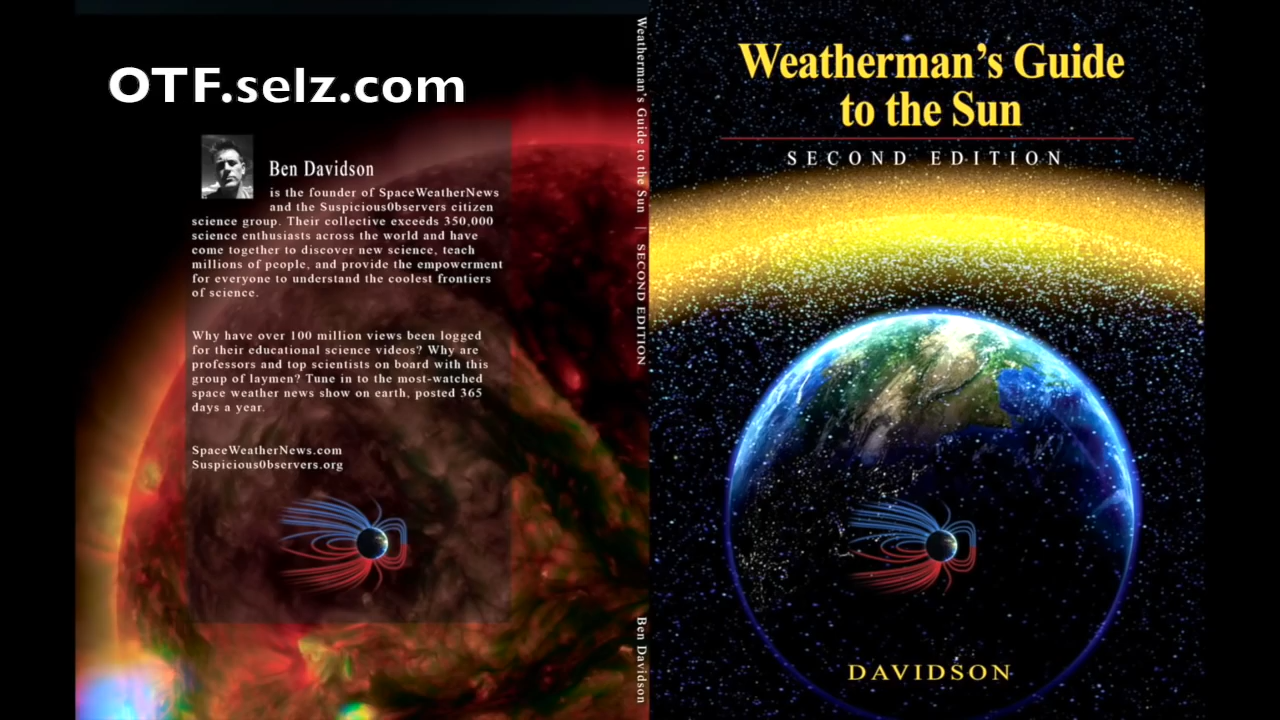 OTF.selz.com
Ben Davidson
is the founder of SpaceWeatherNews
and the Suspicious0bservers citizen
science group. Their collective exceeds 350,000
science enthusiasts across the world and have
come together to discover new science, teach
millions of people, and provide the empowerment
for everyone to understand the coolest frontiers
of science.
Why have over 100 million views been logged
for their educational science videos? Why are
professors and top scientists on board with this
group of laymen? Tune in to the most-watched
space weather news show on earth, posted 365
days a year.
SpaceWeatherNews.com
Suspicious0bservers.org
Weatherman's Guide to the Sun | SECOND EDITION
Ben Davidson
Weatherman's Guide
to the Sun
SECOND EDITION
DAVIDSON